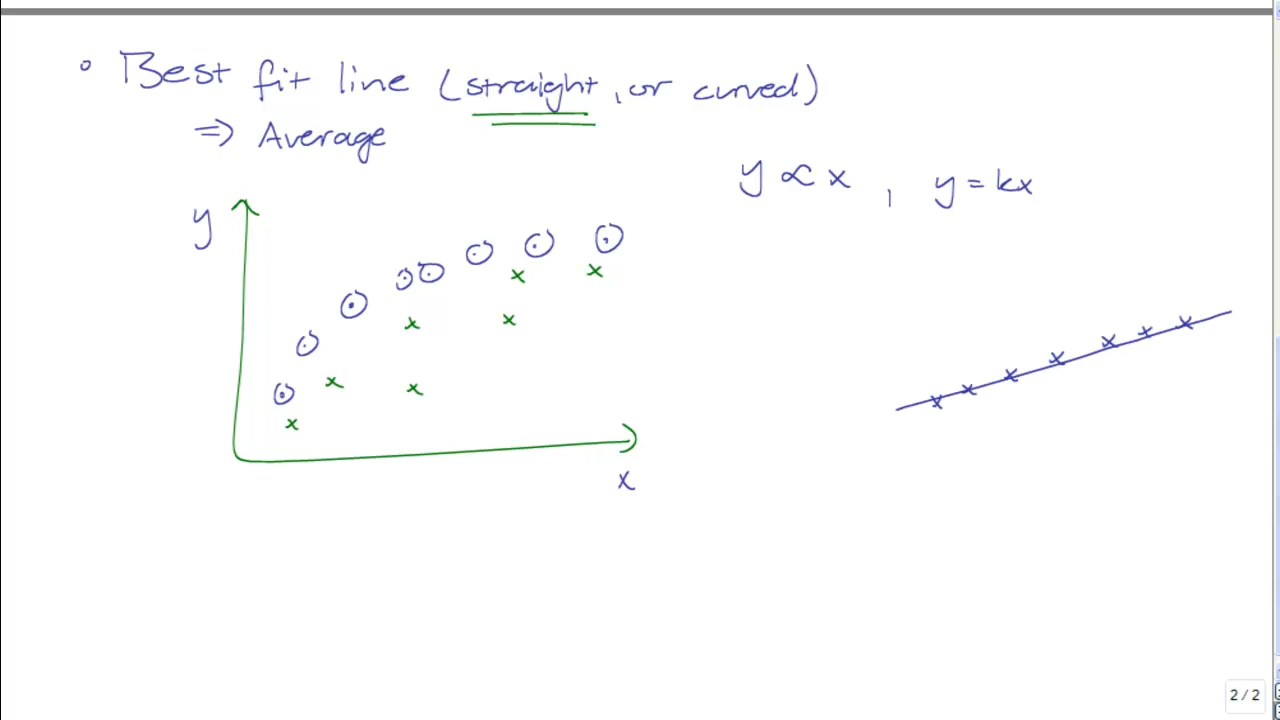 • Best fit line (straight, or curved)
⇒ Average
y ∝ x , y = kx
y
x
2 / 2